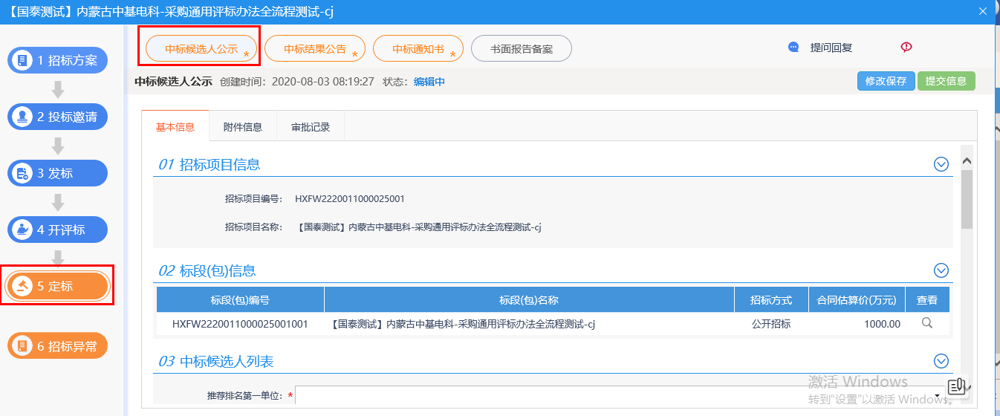 【国泰测试】内蒙古中基电科-采购通用评标办法全流程测试-cj
1 招标方案
2 投标邀请
3 发标
4 开评标
5 定标
6 招标异常
中标候选人公示 *
中标结果公告 *
中标通知书 *
书面报告备案
提问回复
中标候选人公示 创建时间：2020-08-03 08:19:27 状态：编辑中
修改保存 提交信息
基本信息 附件信息 审批记录
01 招标项目信息
招标项目编号： HXFW2220011000025001
招标项目名称： 【国泰测试】内蒙古中基电科-采购通用评标办法全流程测试-cj
02 标段(包)信息
标段(包)编号 标段(包)名称 招标方式 合同估算价(万元) 查看
HXFW2220011000025001001 【国泰测试】内蒙古中基电科-采购通用评标办法全流程测试-cj 公开招标 1000.00
03 中标候选人列表
推荐排名第一单位：*
激活 Windows
转到"设置"以激活 Windows。